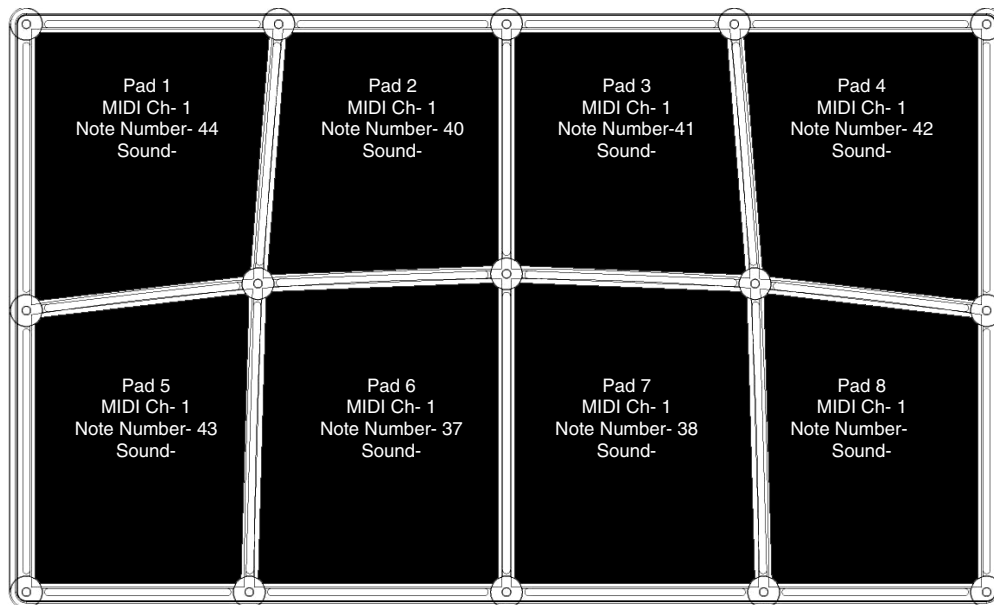 Pad 1
MIDI Ch- 1
Note Number- 44
Sound-
Pad 2
MIDI Ch- 1
Note Number- 40
Sound-
Pad 3
MIDI Ch- 1
Note Number-41
Sound-
Pad 4
MIDI Ch- 1
Note Number- 42
Sound-
Pad 5
MIDI Ch- 1
Note Number- 43
Sound-
Pad 6
MIDI Ch- 1
Note Number- 37
Sound-
Pad 7
MIDI Ch- 1
Note Number- 38
Sound-
Pad 8
MIDI Ch- 1
Note Number-
Sound-